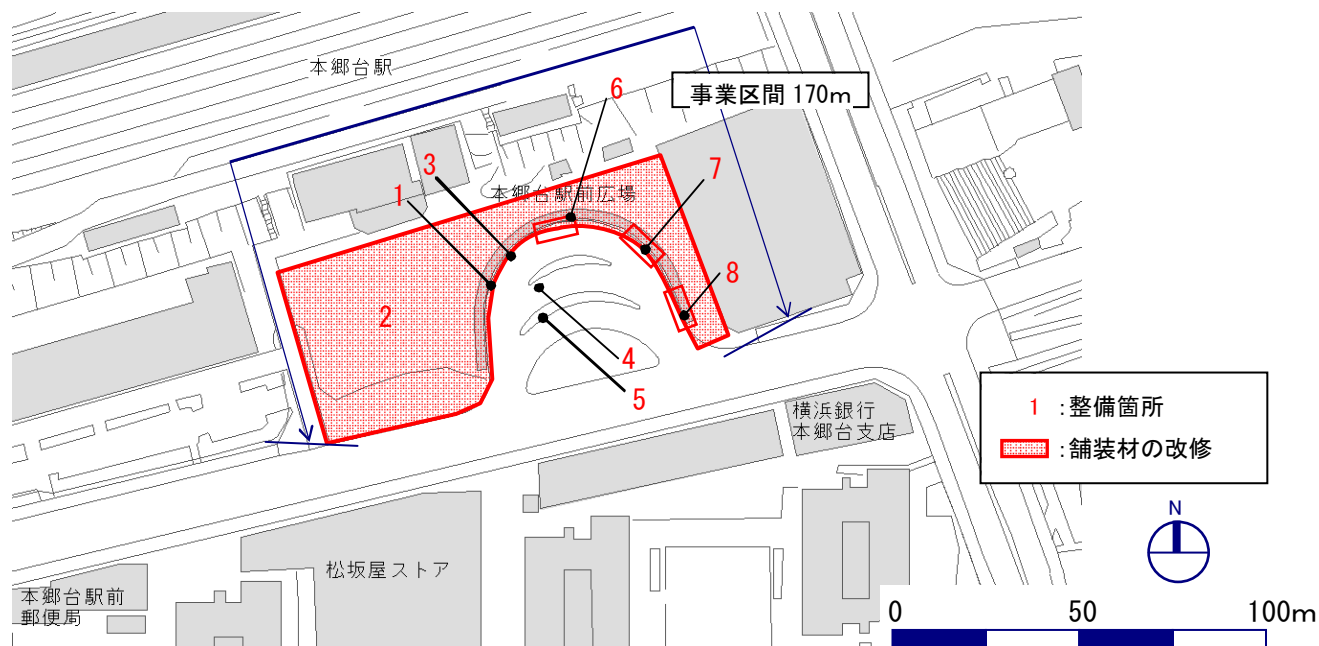 本郷台駅
事業区間 170m
6
3
7
1
本郷台駅前広場
8
2
4
5
1 :整備箇所
:舗装材の改修
横浜銀行
本郷台支店
N
松坂屋ストア
本郷台駅前
郵便局
0 50 100m